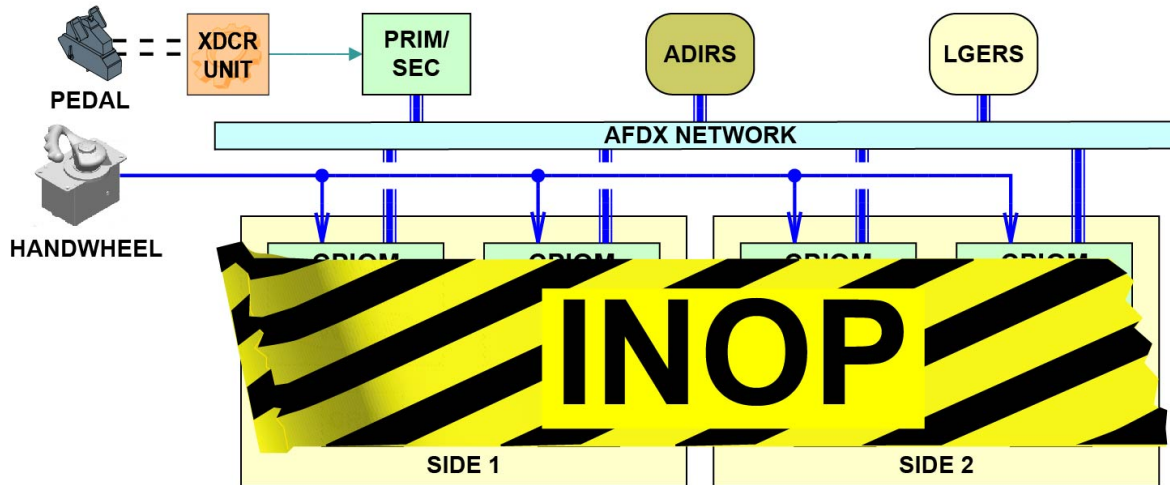 PEDAL
XDCR
UNIT
PRIM/
SEC
ADIRS
LGERS
AFDX NETWORK
HANDWHEEL
INOP
SIDE 1
SIDE 2